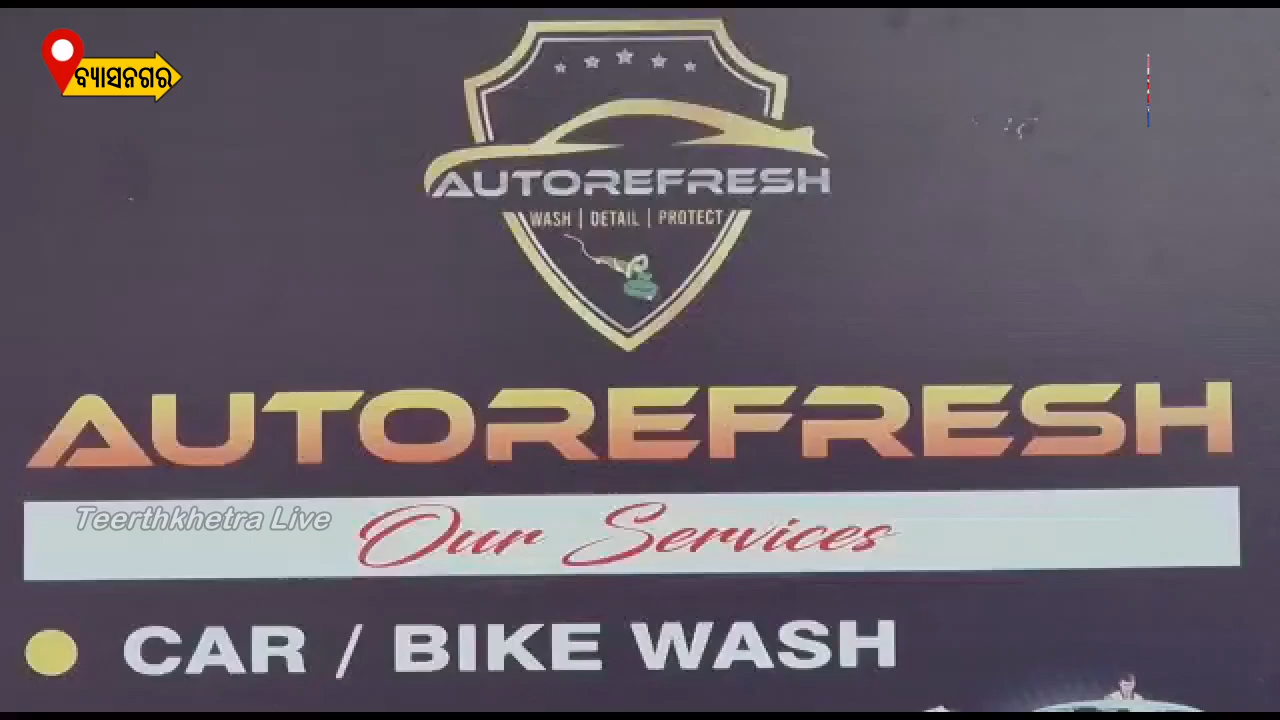 ବ୍ୟାସନଗର
AUTOREFRESH
WASH | DETAIL | PROTECT
AUTOREFRESH
Teerthkhetra Live
Our Services
CAR / BIKE WASH